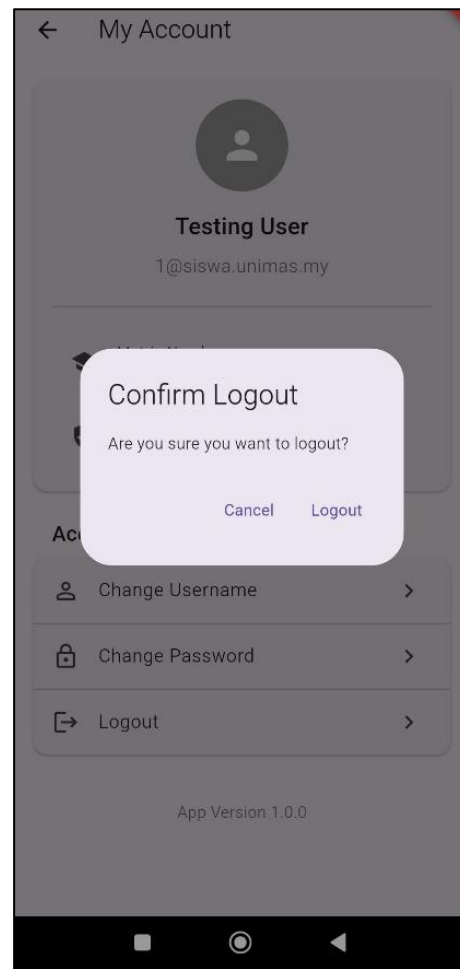 My Account
Testing User
1@siswa.unimas.my
Confirm Logout
Are you sure you want to logout?
Cancel Logout
Change Username
Change Password
Logout
App Version 1.0.0